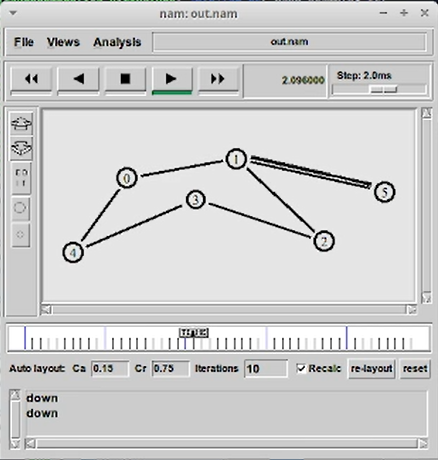 nam: out.nam
File Views Analysis out.nam
2.096000 Step: 2.0ms
1
0
5
3
2
4
TIME
Auto layout: Ca 0.15 Cr 0.75 Iterations 10 Recalc re-layout reset
down
down